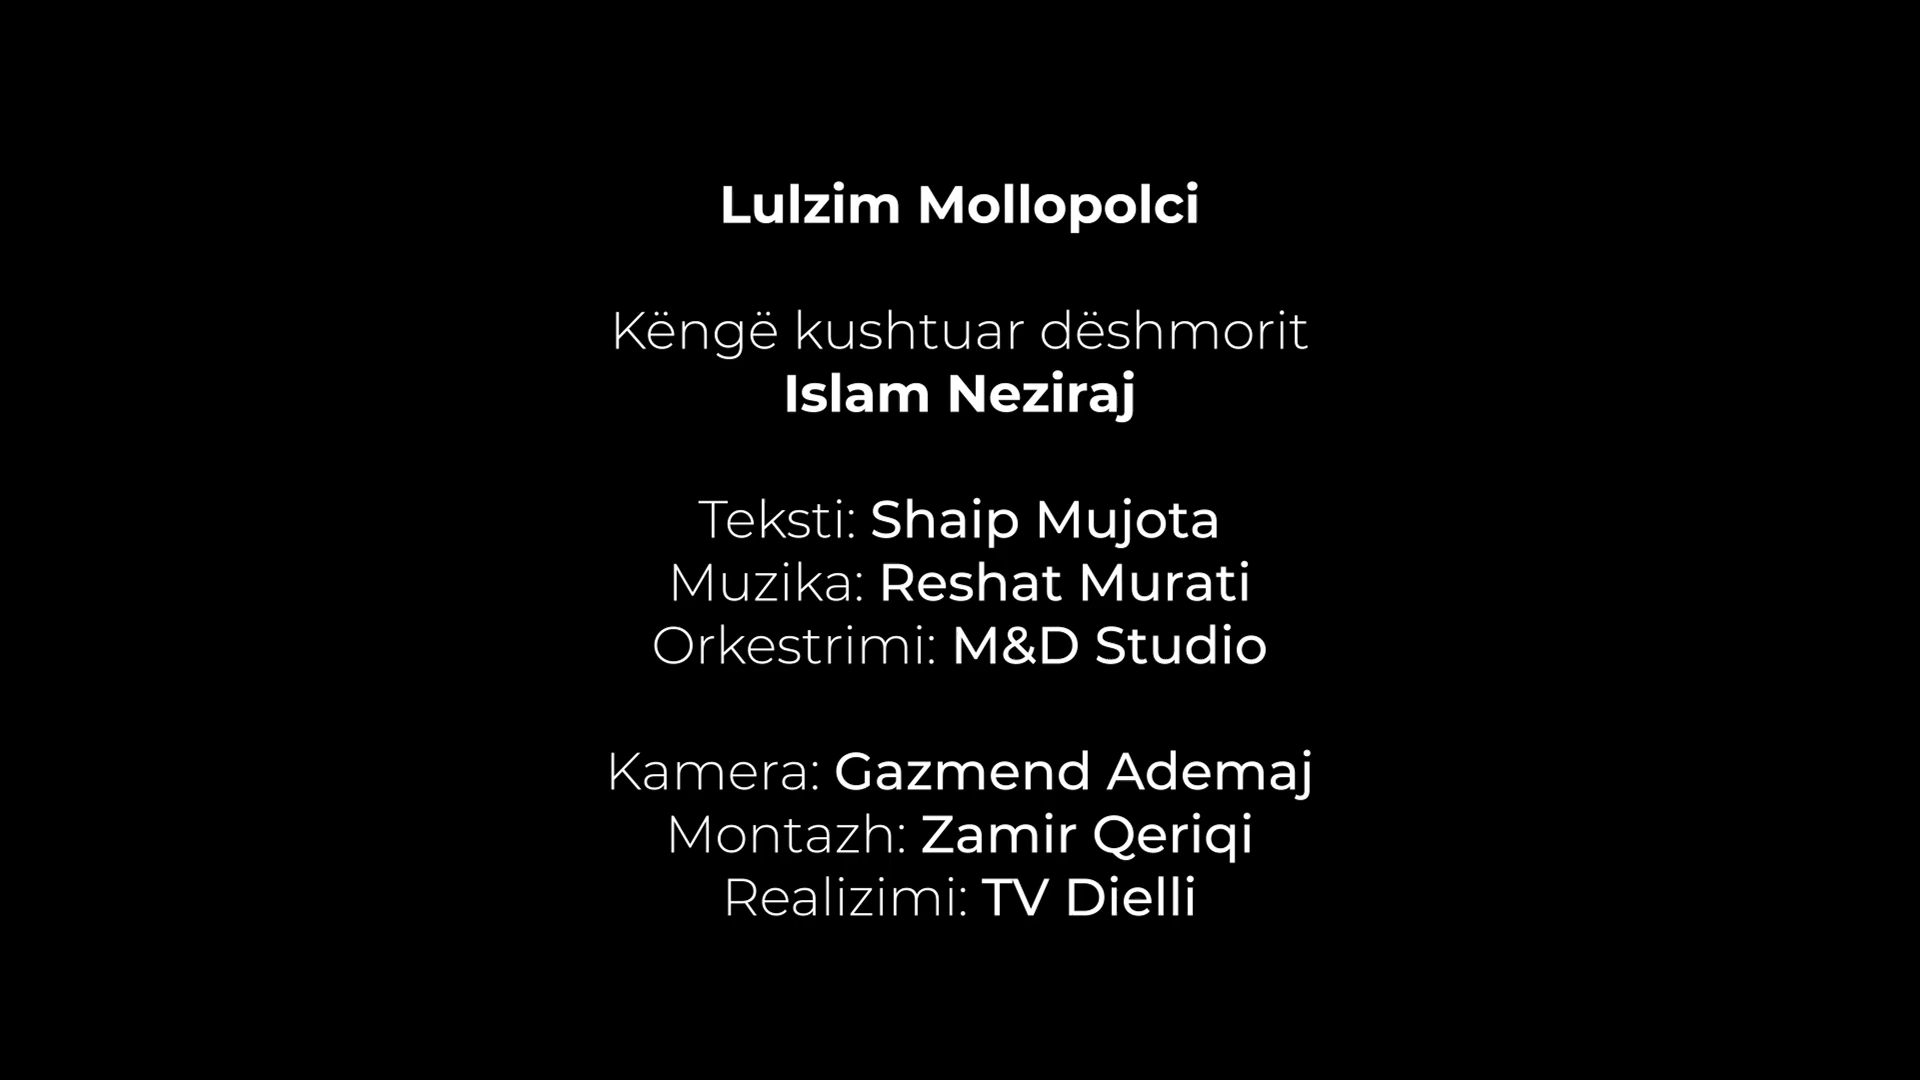 Lulzim Mollopolci
Këngë kushtuar dëshmorit
Islam Neziraj
Teksti: Shaip Mujota
Muzika: Reshat Murati
Orkestrimi: M&D Studio
Kamera: Gazmend Ademaj
Montazh: Zamir Qeriqi
Realizimi: TV Dielli